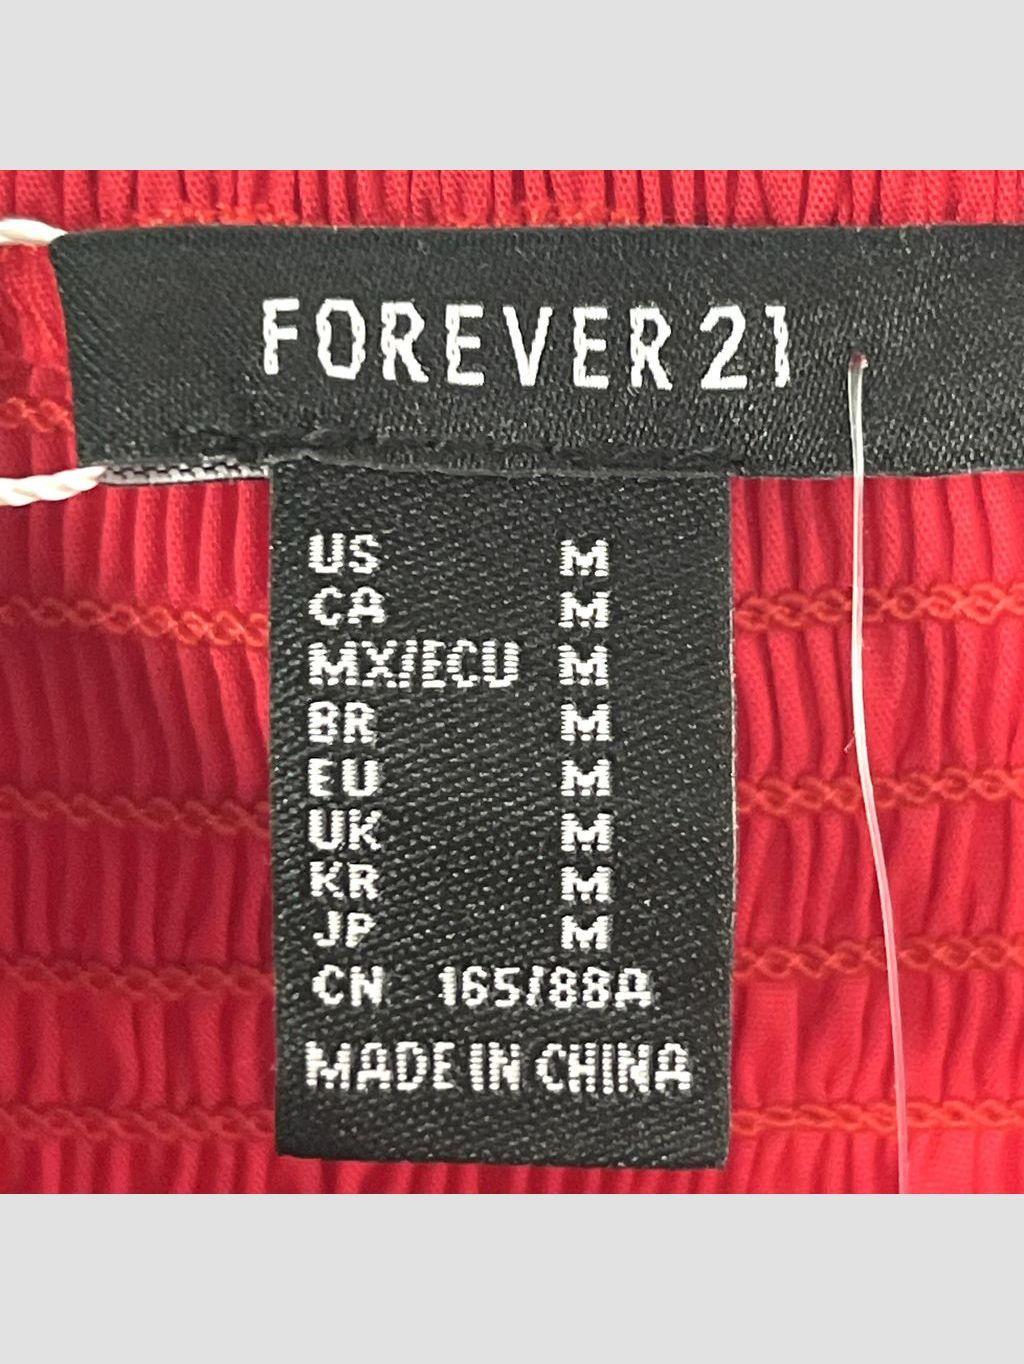 FOREVER 21
US M
CA M
MX/ECU M
BR M
EU M
UK M
KR M
JP M
CN 165/88A
MADE IN CHINA